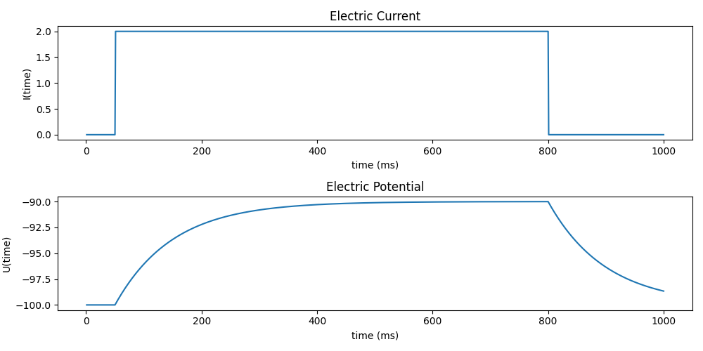 Electric Current
2.0
1.5
1.0
0.5
0.0
I(time)
0 200 400 600 800 1000
time (ms)
Electric Potential
−90.0
−92.5
−95.0
−97.5
−100.0
U(time)
0 200 400 600 800 1000
time (ms)